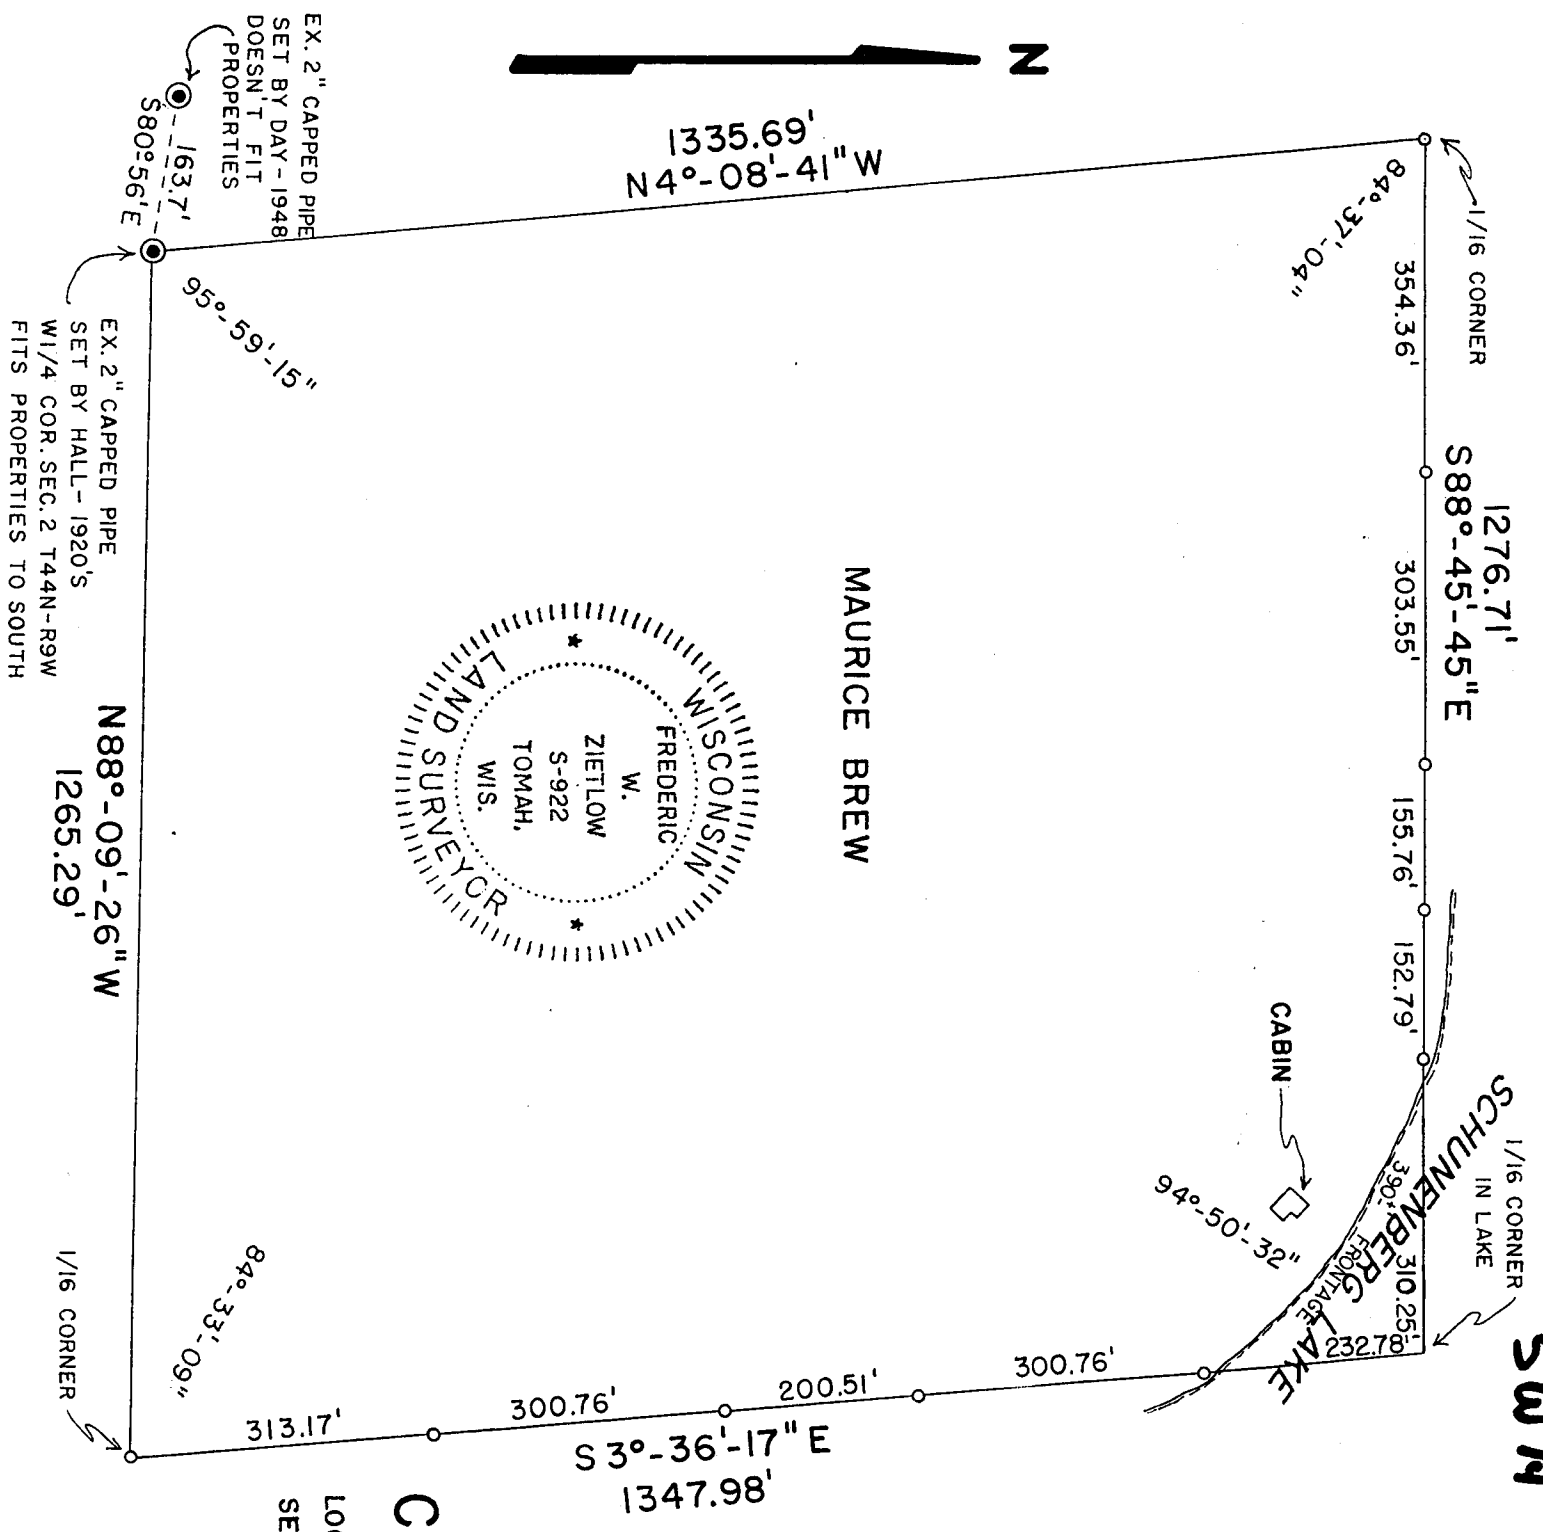 N
EX. 2" CAPPED PIPE
SET BY DAY-1948
DOESN'T FIT
PROPERTIES
163.7'
S80°-56'E
1335.69'
N4°-08'-41"W
1/16 CORNER
84°-37'-04"
354.36'
1276.71'
S88°-45'-45"E
303.55'
155.76'
152.79'
310.25'
1/16 CORNER
IN LAKE
SCHUNENBERG LAKE
390'± FRONTAGE
232.78'
CABIN
94°-50'-32"
95°-59'-15"
EX. 2" CAPPED PIPE
SET BY HALL-1920'S
W1/4 COR. SEC. 2 T44N-R9W
FITS PROPERTIES TO SOUTH
MAURICE BREW
WISCONSIN
FREDERIC
W.
ZIETLOW
S-922
TOMAH,
WIS.
LAND SURVEYOR
N88°-09'-26"W
1265.29'
84°-33'-09"
1/16 CORNER
313.17'
300.76'
200.51'
300.76'
S3°-36'-17"E
1347.98'
SW 1/4
C